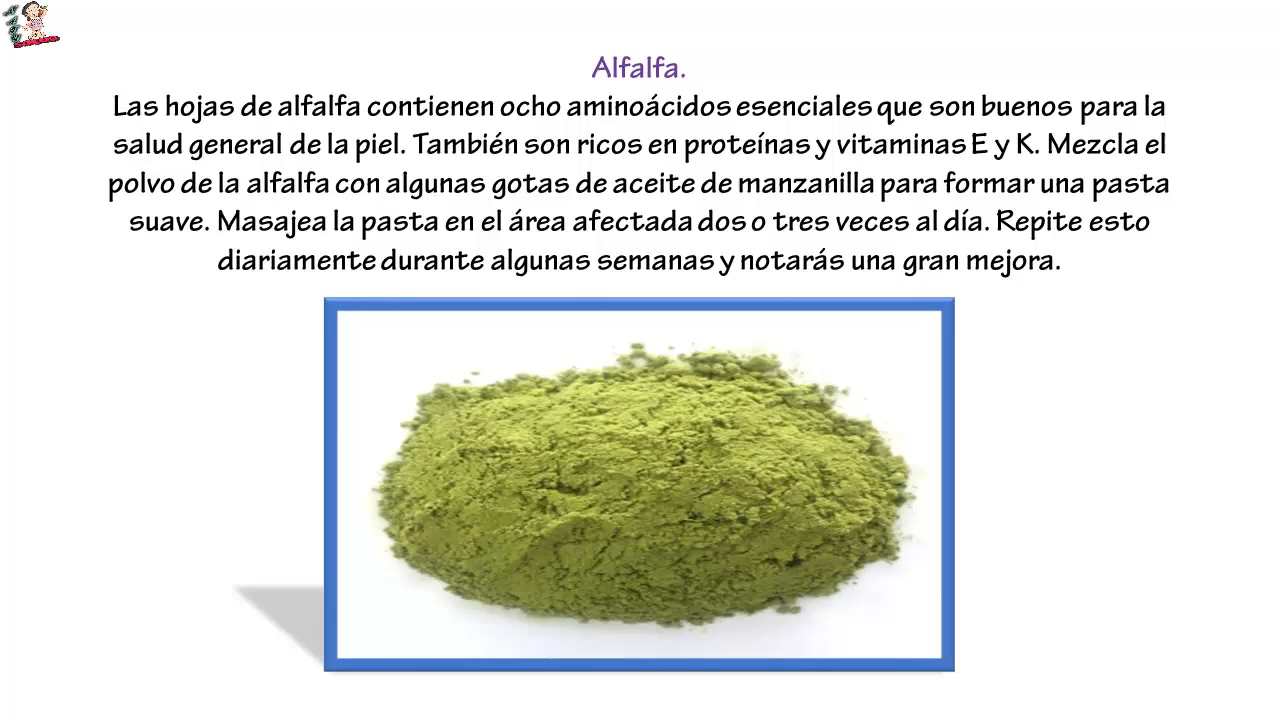 Alfalfa.
Las hojas de alfalfa contienen ocho aminoácidos esenciales que son buenos para la
salud general de la piel. También son ricos en proteínas y vitaminas E y K. Mezcla el
polvo de la alfalfa con algunas gotas de aceite de manzanilla para formar una pasta
suave. Masajea la pasta en el área afectada dos o tres veces al día. Repite esto
diariamente durante algunas semanas y notarás una gran mejora.